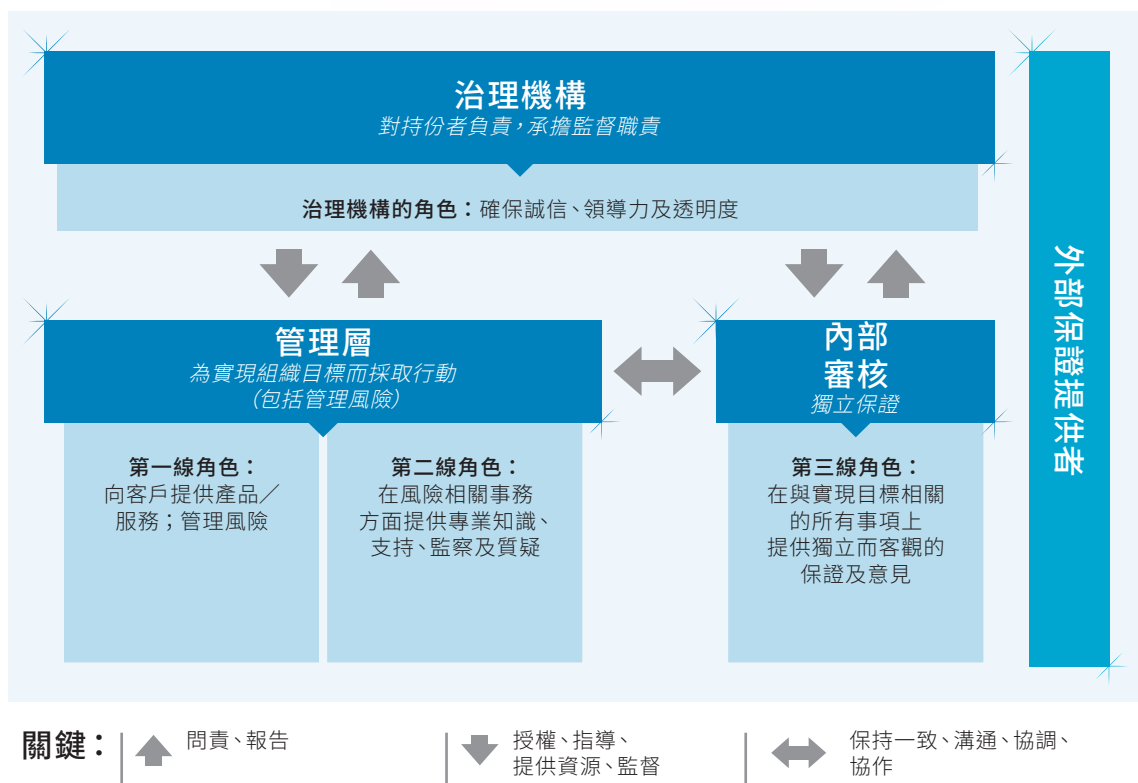 治理機構
對持份者負責，承擔監督職責
治理機構的角色：確保誠信、領導力及透明度
管理層
為實現組織目標而採取行動
（包括管理風險）
第一線角色：
向客戶提供產品／
服務；管理風險
第二線角色：
在風險相關事務
方面提供專業知識、
支持、監察及質疑
內部
審核
獨立保證
第三線角色：
在與實現目標相關
的所有事項上
提供獨立而客觀的
保證及意見
外部保證提供者
關鍵：
問責、報告
授權、指導、
提供資源、監督
保持一致、溝通、協調、
協作